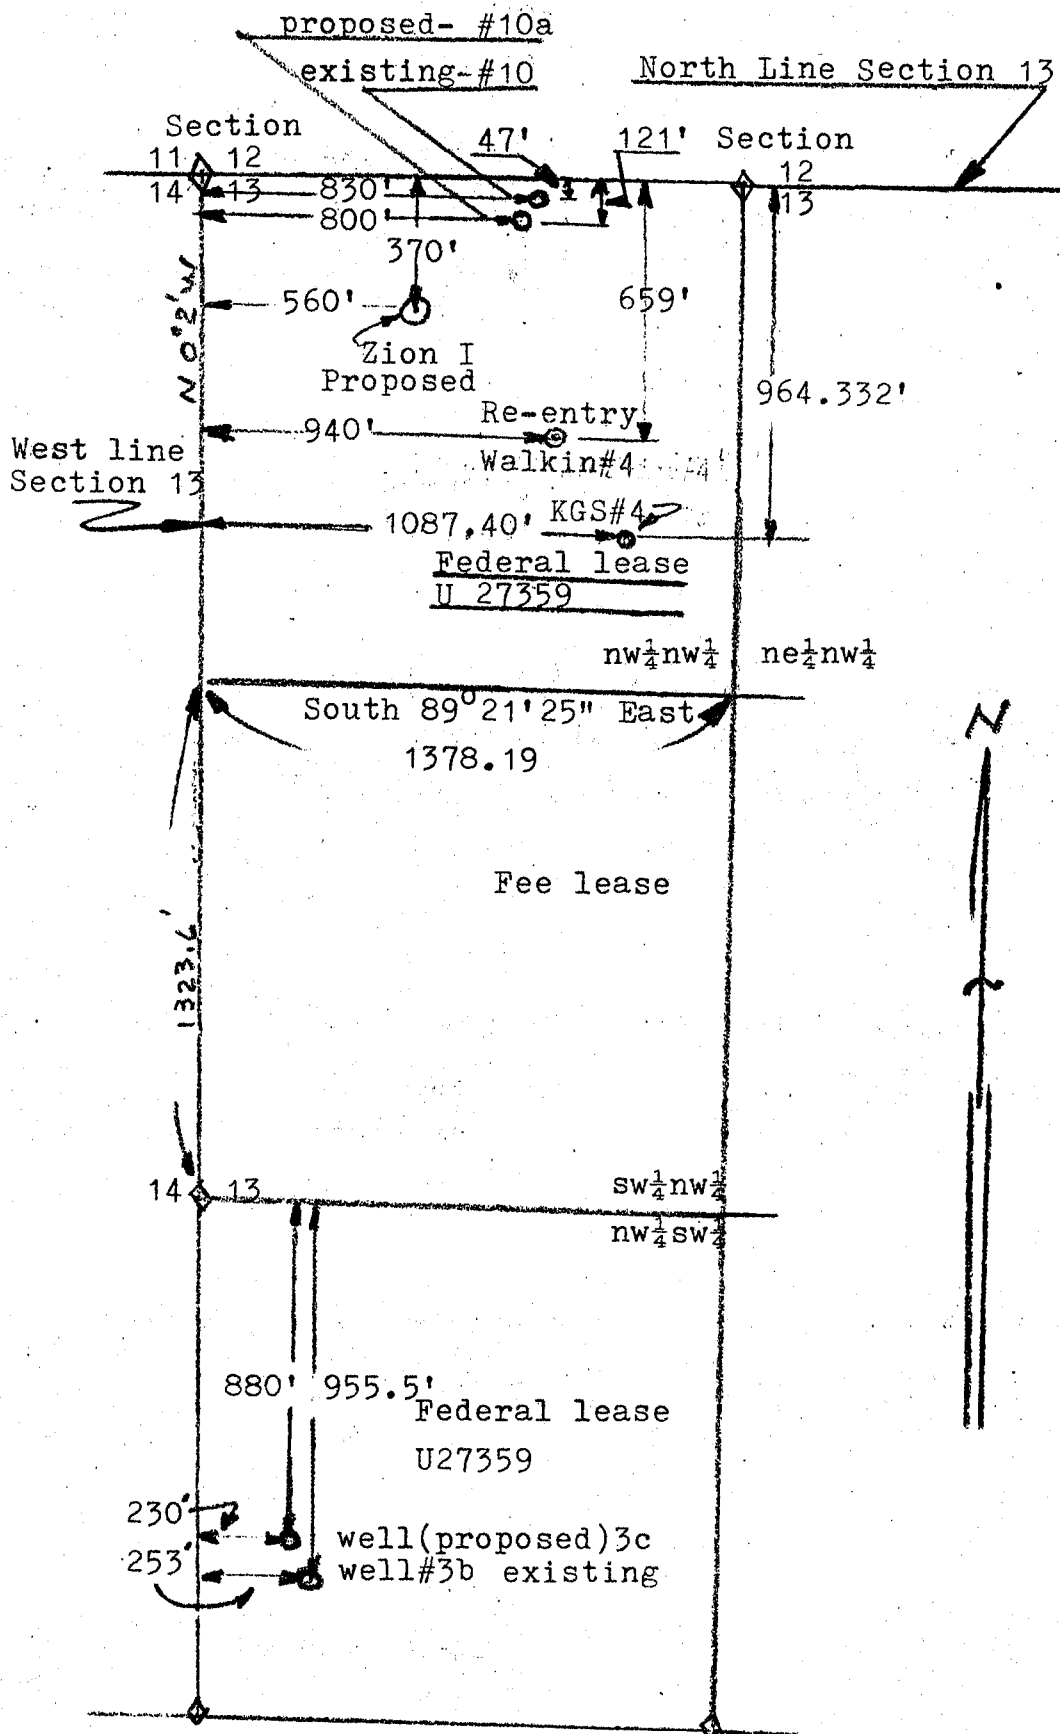 proposed- #10a
existing-#10
North Line Section 13
Section
47'
121'
Section
11
12
12
14
13
830'
13
800'
370'
N 0°2'W
560'
659'
Zion I
Proposed
964.332'
940'
Re-entry
Walkin#4
West line
Section 13
1087,40'
KGS#4
Federal lease
U 27359
nw¼nw¼
ne¼nw¼
South 89°21'25" East
1378.19
N
Fee lease
1323.6'
14
13
sw¼nw¼
nw¼sw¼
880'
955.5'
Federal lease
U27359
230'
well(proposed)3c
253'
well#3b existing